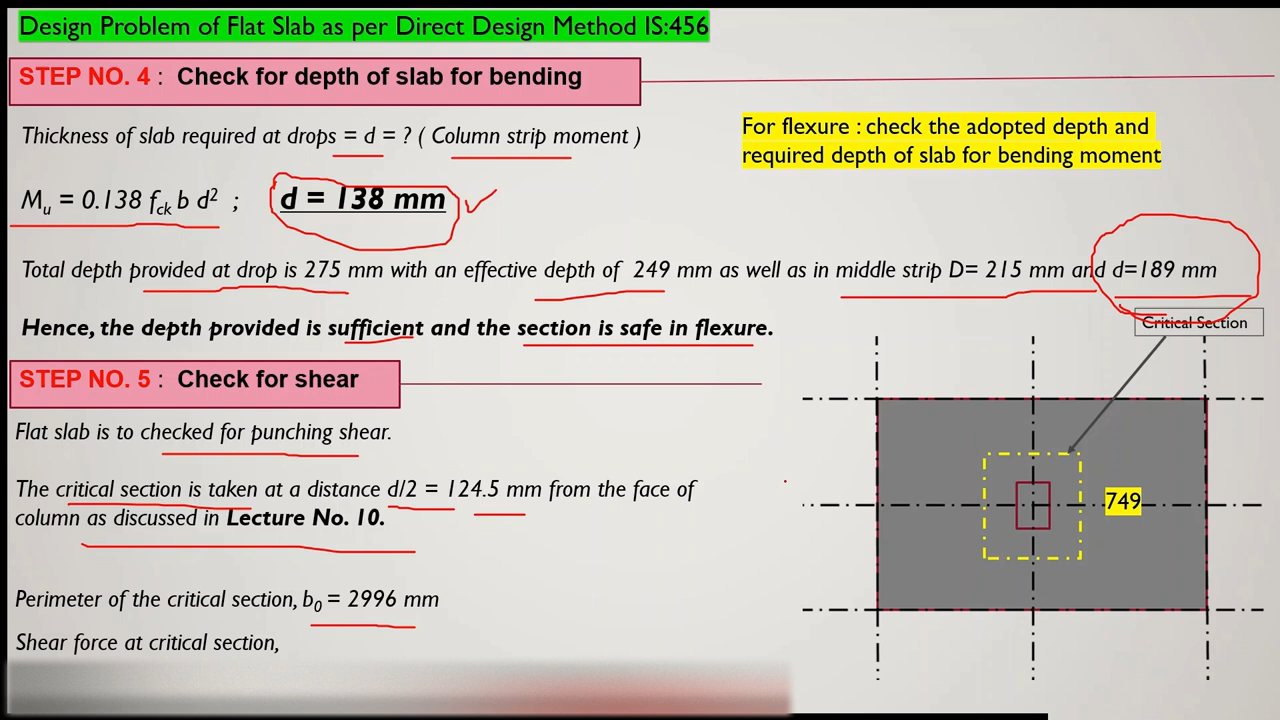 Design Problem of Flat Slab as per Direct Design Method IS:456
STEP NO. 4 : Check for depth of slab for bending
Thickness of slab required at drops = d = ? ( Column strip moment )
For flexure : check the adopted depth and
required depth of slab for bending moment
Mu = 0.138 fck b d² ; d = 138 mm
Total depth provided at drop is 275 mm with an effective depth of 249 mm as well as in middle strip D= 215 mm and d=189 mm
Hence, the depth provided is sufficient and the section is safe in flexure.
Critical Section
STEP NO. 5 : Check for shear
Flat slab is to checked for punching shear.
The critical section is taken at a distance d/2 = 124.5 mm from the face of
column as discussed in Lecture No. 10.
749
Perimeter of the critical section, b0 = 2996 mm
Shear force at critical section,